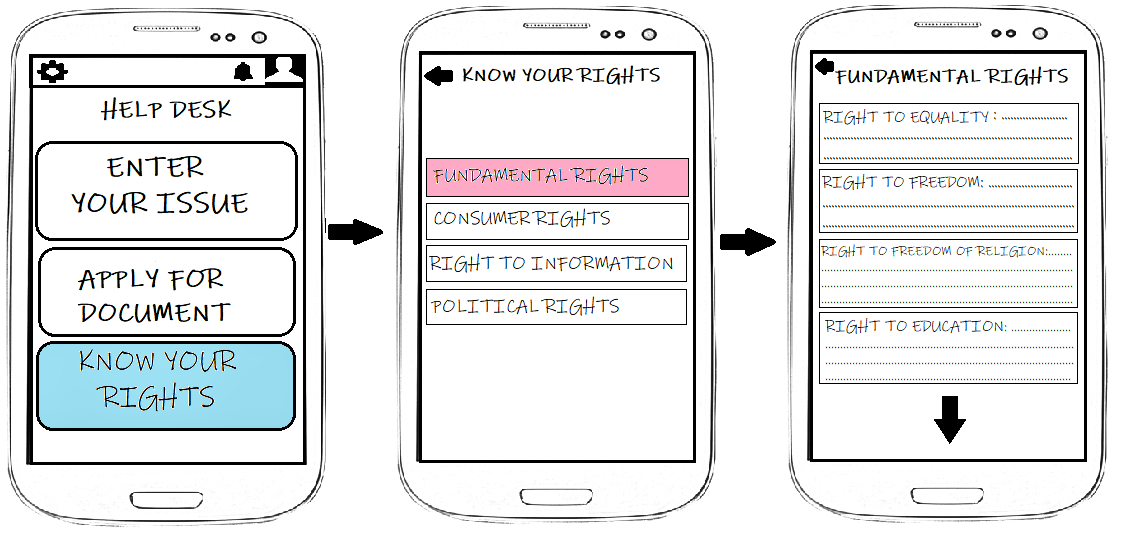 HELP DESK
ENTER
YOUR ISSUE
APPLY FOR
DOCUMENT
KNOW YOUR
RIGHTS
KNOW YOUR RIGHTS
FUNDAMENTAL RIGHTS
CONSUMER RIGHTS
RIGHT TO INFORMATION
POLITICAL RIGHTS
FUNDAMENTAL RIGHTS
RIGHT TO EQUALITY : ....................
RIGHT TO FREEDOM: ....................
RIGHT TO FREEDOM OF RELIGION:........
RIGHT TO EDUCATION: ....................